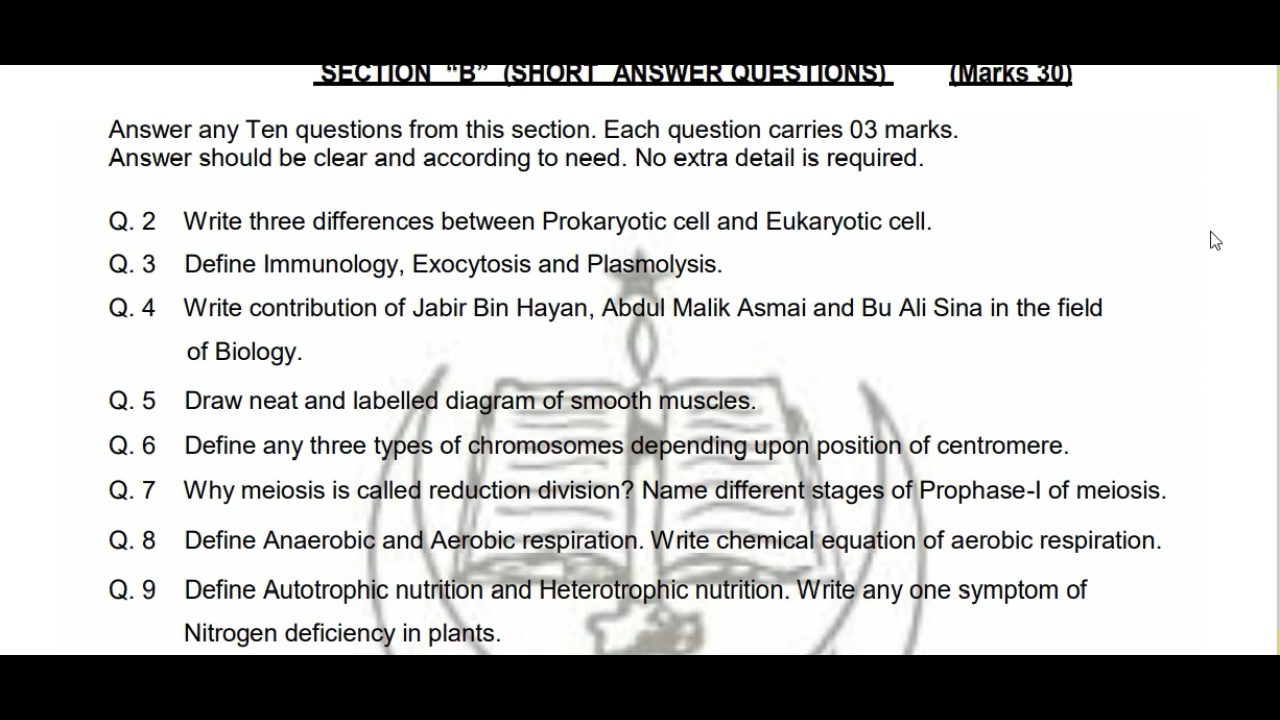 SECTION “B” (SHORT ANSWER QUESTIONS) (Marks 30)
Answer any Ten questions from this section. Each question carries 03 marks.
Answer should be clear and according to need. No extra detail is required.
Q. 2 Write three differences between Prokaryotic cell and Eukaryotic cell.
Q. 3 Define Immunology, Exocytosis and Plasmolysis.
Q. 4 Write contribution of Jabir Bin Hayan, Abdul Malik Asmai and Bu Ali Sina in the field
of Biology.
Q. 5 Draw neat and labelled diagram of smooth muscles.
Q. 6 Define any three types of chromosomes depending upon position of centromere.
Q. 7 Why meiosis is called reduction division? Name different stages of Prophase-I of meiosis.
Q. 8 Define Anaerobic and Aerobic respiration. Write chemical equation of aerobic respiration.
Q. 9 Define Autotrophic nutrition and Heterotrophic nutrition. Write any one symptom of
Nitrogen deficiency in plants.